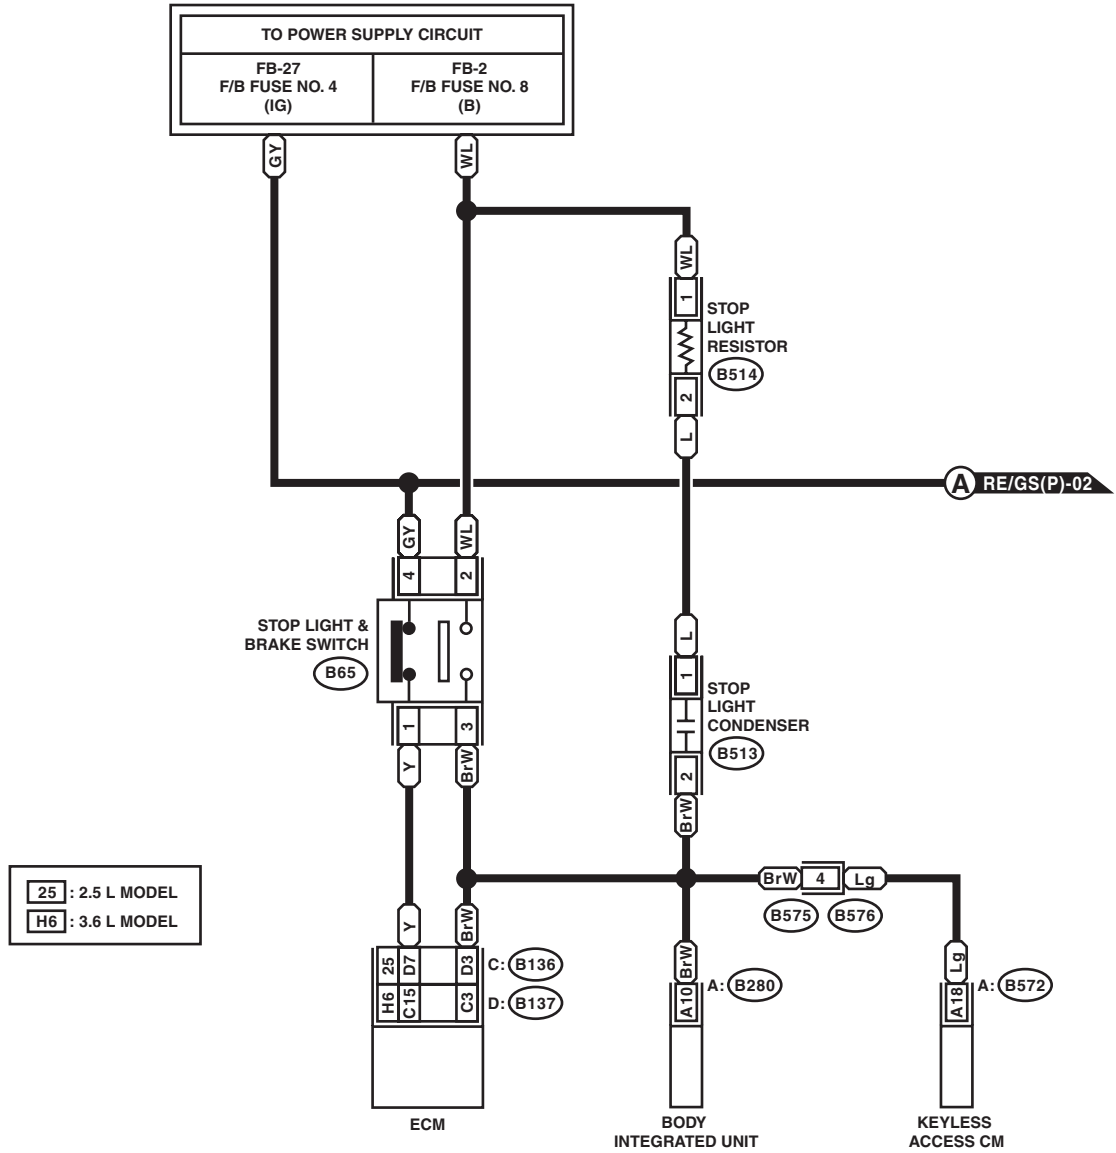 TO POWER SUPPLY CIRCUIT
FB-27
F/B FUSE NO. 4
(IG)
FB-2
F/B FUSE NO. 8
(B)
GY
WL
WL
1
STOP
LIGHT
RESISTOR
B514
2
L
A RE/GS(P)-02
GY
WL
4
2
STOP LIGHT &
BRAKE SWITCH
B65
1
3
Y
BrW
L
1
STOP
LIGHT
CONDENSER
B513
2
BrW
25 : 2.5 L MODEL
H6 : 3.6 L MODEL
BrW 4 Lg
B575 B576
Y
BrW
25 D7 D3 C: B136
H6 C15 C3 D: B137
ECM
BrW
A10 A: B280
BODY
INTEGRATED UNIT
Lg
A18 A: B572
KEYLESS
ACCESS CM